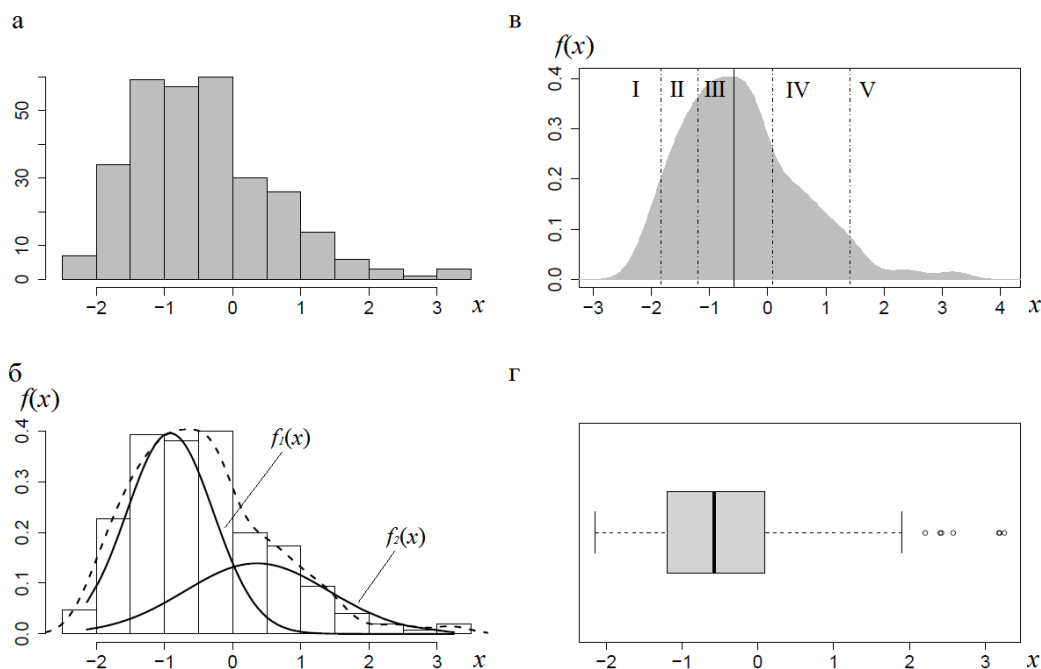 а
50
30
10
0
−2 −1 0 1 2 3 x
в
f(x)
I II III IV V
0.4
0.3
0.2
0.1
0.0
−3 −2 −1 0 1 2 3 4 x
б
f(x)
0.4
0.3
0.2
0.1
0.0
f1(x)
f2(x)
−2 −1 0 1 2 3 x
г
−2 −1 0 1 2 3 x